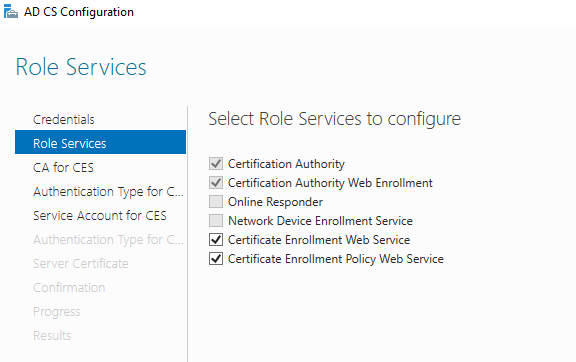 AD CS Configuration
Role Services
Credentials
Role Services
CA for CES
Authentication Type for C...
Service Account for CES
Authentication Type for C...
Server Certificate
Confirmation
Progress
Results
Select Role Services to configure
Certification Authority
Certification Authority Web Enrollment
Online Responder
Network Device Enrollment Service
Certificate Enrollment Web Service
Certificate Enrollment Policy Web Service